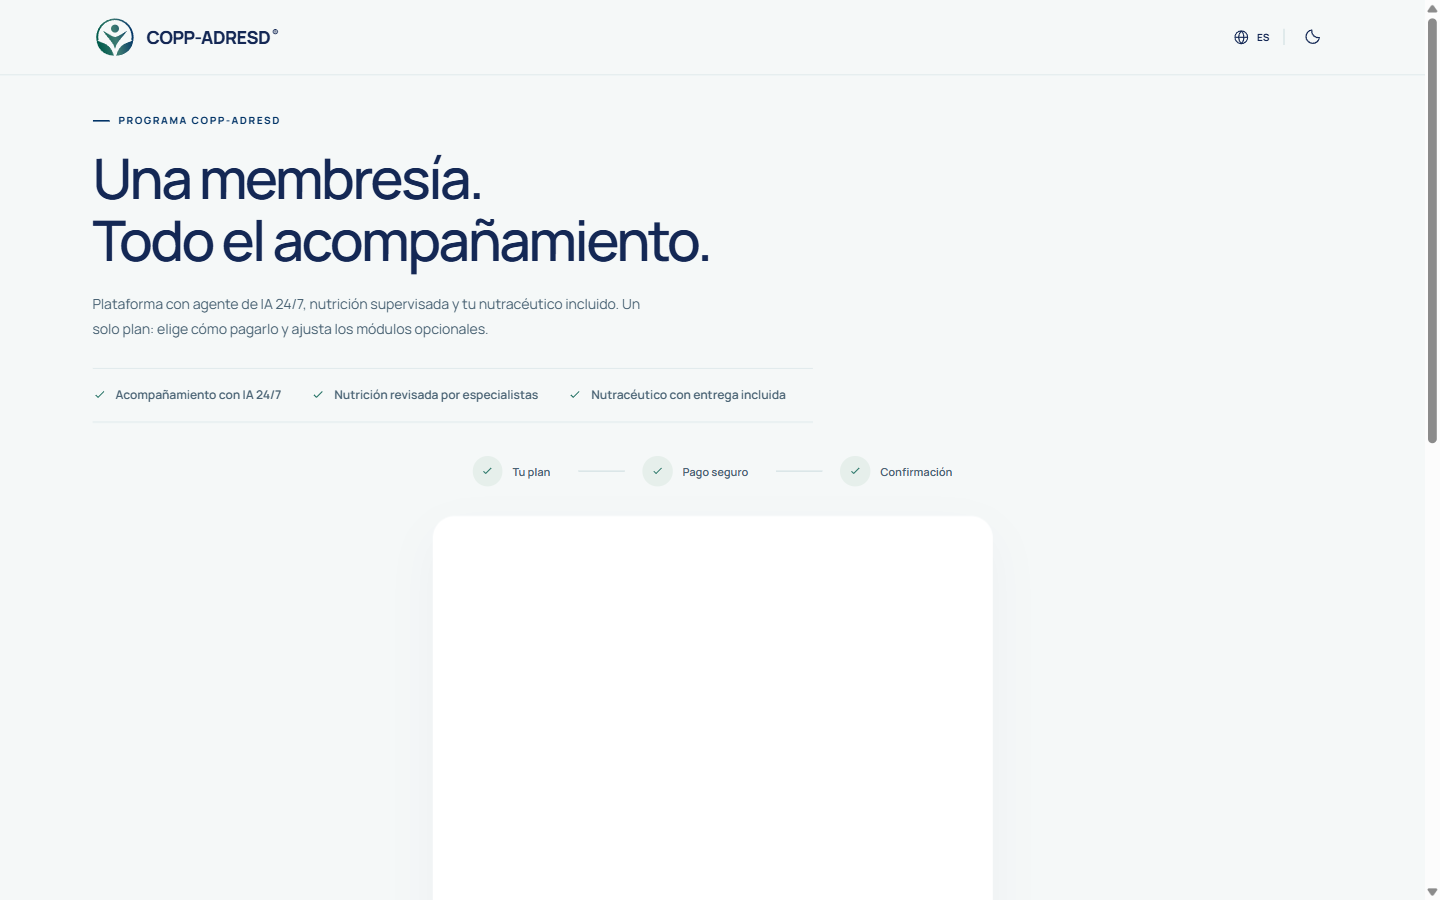 COPP-ADRESD®
ES
PROGRAMA COPP-ADRESD
Una membresía.
Todo el acompañamiento.
Plataforma con agente de IA 24/7, nutrición supervisada y tu nutracéutico incluido. Un
solo plan: elige cómo pagarlo y ajusta los módulos opcionales.
Acompañamiento con IA 24/7 Nutrición revisada por especialistas Nutracéutico con entrega incluida
Tu plan Pago seguro Confirmación